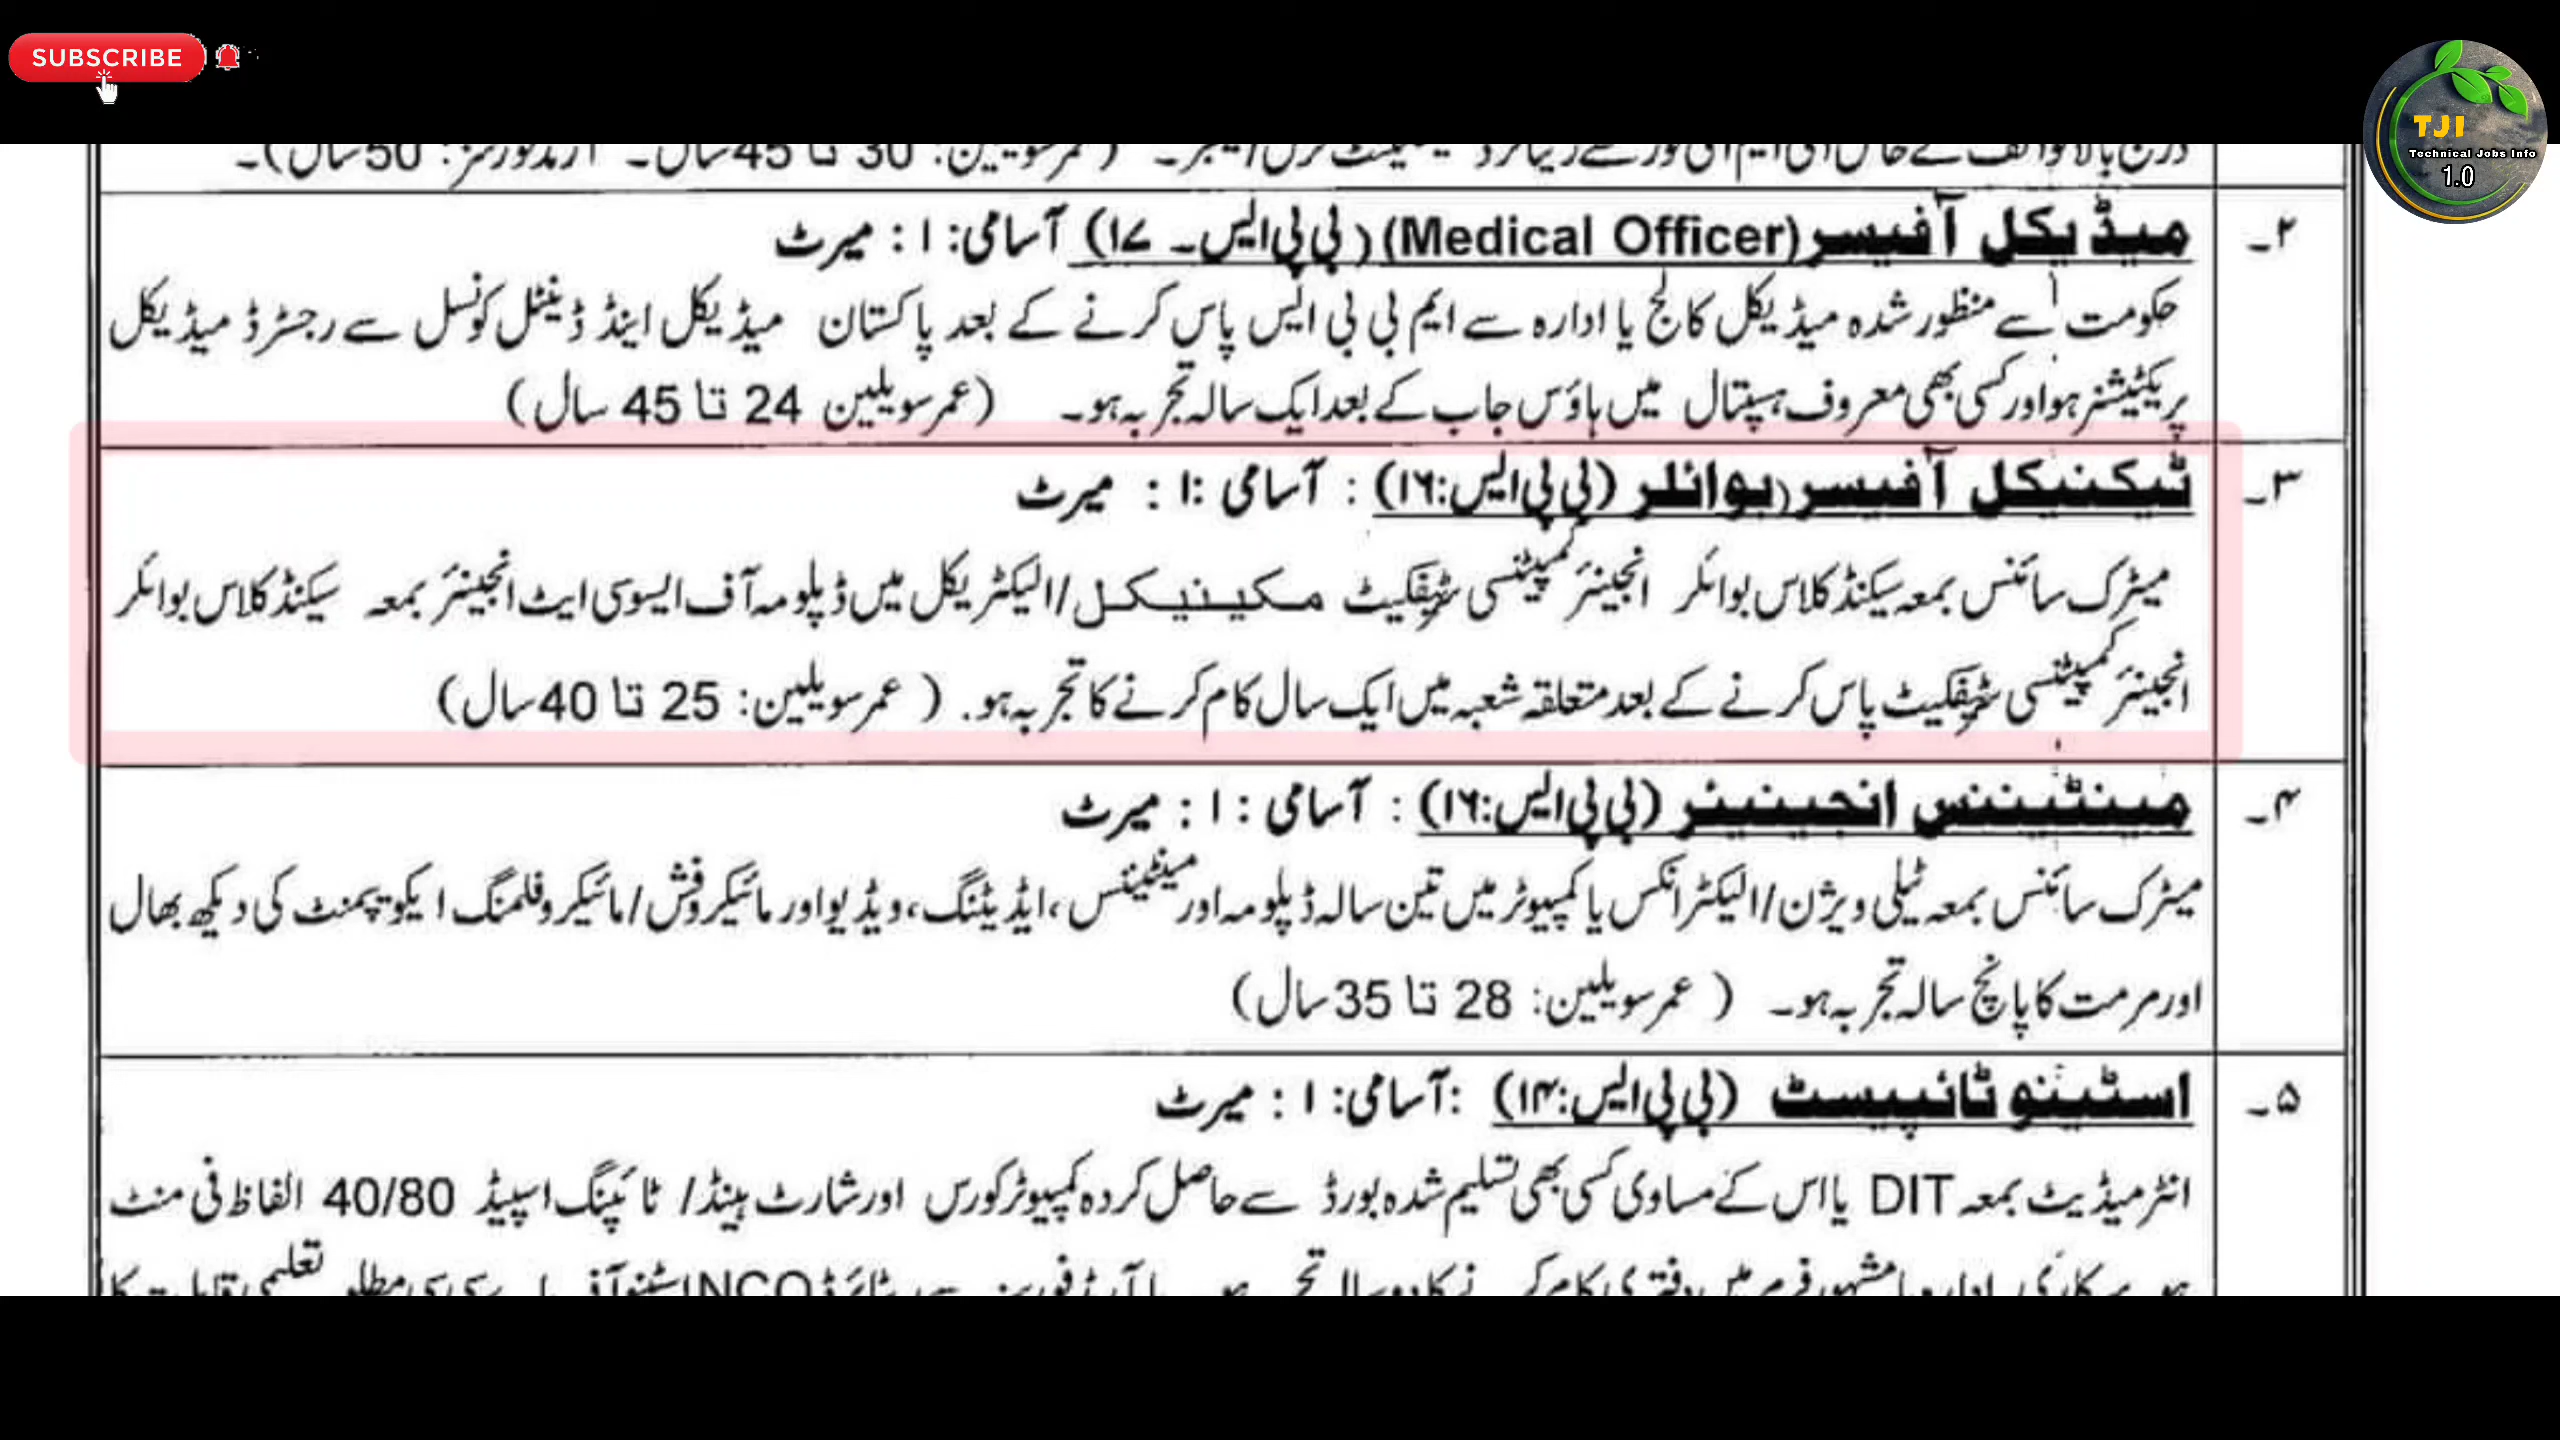 SUBSCRIBE
TJI
Technical Jobs Info
1.0
۲۔ میڈیکل آفیسر(Medical Officer) (بی پی ایس۔ ۱۷) آسامی: ۱ : میرٹ
حکومت سے منظور شدہ میڈیکل کالج یا ادارہ سے ایم بی بی ایس پاس کرنے کے بعد پاکستان میڈیکل اینڈ ڈینٹل کونسل سے رجسٹرڈ میڈیکل
پریکٹیشنر ہو اور کسی بھی معروف ہسپتال میں ہاؤس جاب کے بعد ایک سالہ تجربہ ہو۔ (عمر سویلین 24 تا 45 سال)
۳۔ ٹیکنیکل آفیسر(بوائلر (بی پی ایس:۱۶) : آسامی :۱ : میرٹ
میٹرک سائنس بمعہ سیکنڈ کلاس بوائلر انجینئر کمپیٹنسی سرٹیفکیٹ مکینیکل/الیکٹریکل میں ڈپلومہ آف ایسوسی ایٹ انجینئر بمعہ سیکنڈ کلاس بوائلر
انجینئر کمپیٹنسی سرٹیفکیٹ پاس کرنے کے بعد متعلقہ شعبہ میں ایک سال کام کرنے کا تجربہ ہو. ( عمر سویلین: 25 تا 40 سال)
۴۔ مینٹیننس انجینیئر (بی پی ایس:۱۶) : آسامی : ۱ : میرٹ
میٹرک سائنس بمعہ ٹیلی ویژن/الیکٹرانکس یا کمپیوٹر میں تین سالہ ڈپلومہ اور مینٹیننس ،ایڈیٹنگ، ویڈیو اور مائیکروفش/مائیکروفلمنگ ایکویپمنٹ کی دیکھ بھال
اور مرمت کا پانچ سالہ تجربہ ہو۔ ( عمر سویلین: 28 تا 35 سال)
۵۔ اسٹینو ٹائپیسٹ (بی پی ایس:۱۴) :آسامی: ۱ : میرٹ
انٹر میڈیٹ بمعہ DIT یا اس کے مساوی کسی بھی تسلیم شدہ بورڈ سے حاصل کردہ کمپیوٹر کورس اور شارٹ ہینڈ/ ٹائپنگ اسپیڈ 40/80 الفاظ فی منٹ